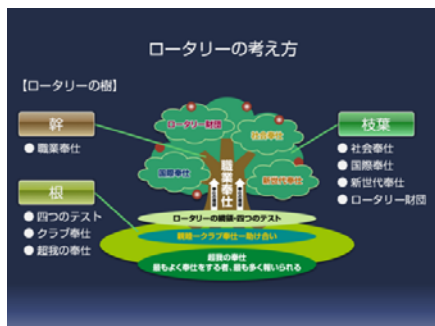 ロータリーの考え方
【ロータリーの樹】
幹
● 職業奉仕
根
● 四つのテスト
● クラブ奉仕
● 超我の奉仕
ロータリー財団
社会奉仕
国際奉仕
新世代奉仕
職業奉仕
ロータリーの綱領・四つのテスト
親睦ークラブ奉仕ー助け合い
超我の奉仕
最もよく奉仕をする者、最も多く報いられる
枝葉
● 社会奉仕
● 国際奉仕
● 新世代奉仕
● ロータリー財団